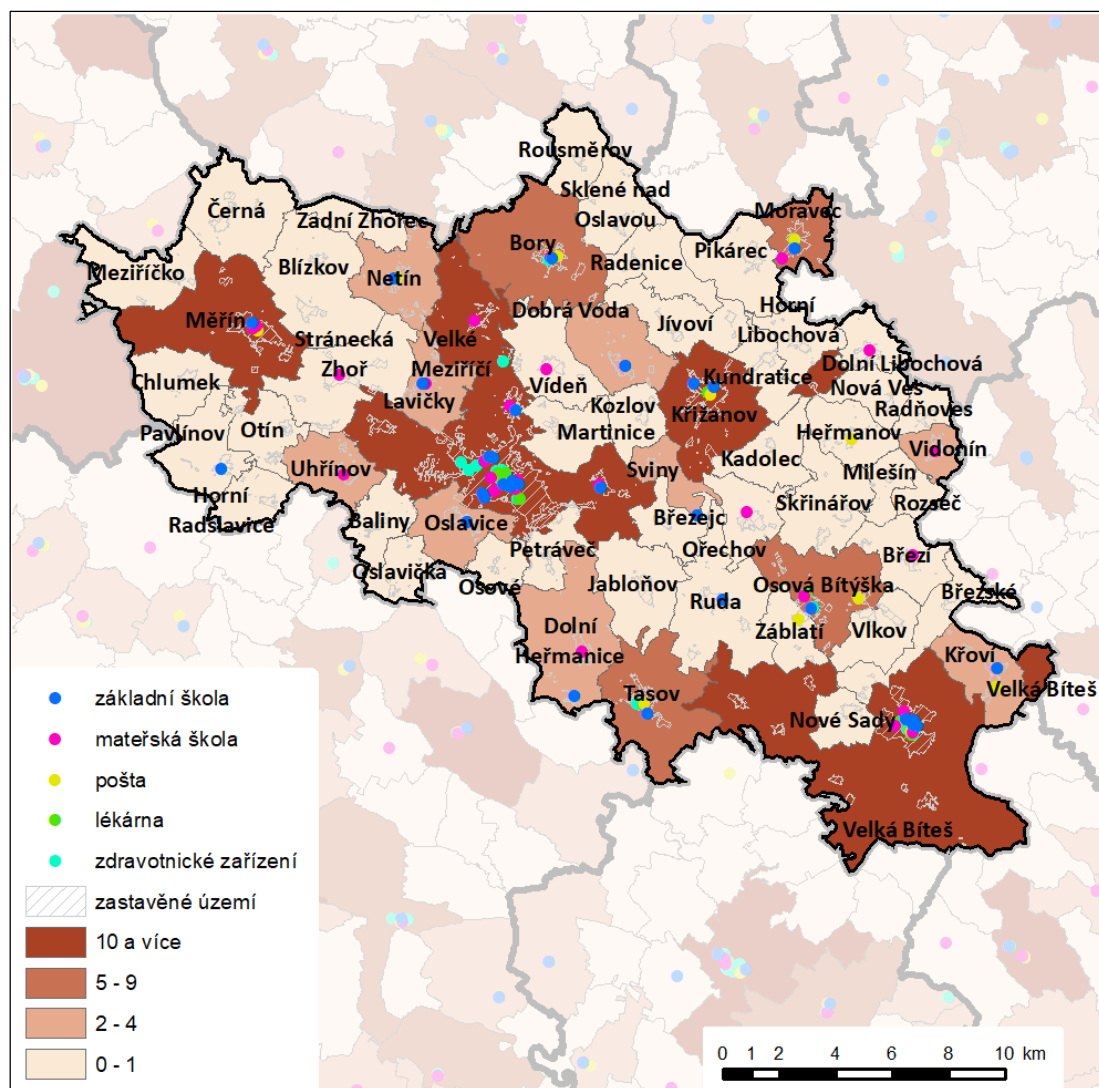 Rousměrov
Sklené nad
Oslavou
Černá
Zadní Zhořec
Moravec
Bory
Pikárec
Meziříčko
Blízkov
Netín
Radenice
Horní
Libochová
Dobrá Voda
Měřín
Stránecká
Zhoř
Velké
Meziříčí
Jívoví
Dolní Libochová
Chlumek
Lavičky
Vídeň
Kundratice
Nová Ves
Kozlov
Křižanov
Radňoves
Pavlínov
Otín
Martinice
Heřmanov
Vidonín
Uhřínov
Sviny
Kadolec
Milešín
Horní
Radslavice
Skřinářov
Rozseč
Baliny
Oslavice
Březejc
Petráveč
Ořechov
Březí
Oslavička
Osové
Jabloňov
Osová Bítýška
Březské
Ruda
Dolní
Heřmanice
Záblatí
Vlkov
Křoví
Tasov
Velká Bíteš
Nové Sady
Velká Bíteš
základní škola
mateřská škola
pošta
lékárna
zdravotnické zařízení
zastavěné území
10 a více
5 - 9
2 - 4
0 - 1
0 1 2 4 6 8 10 km